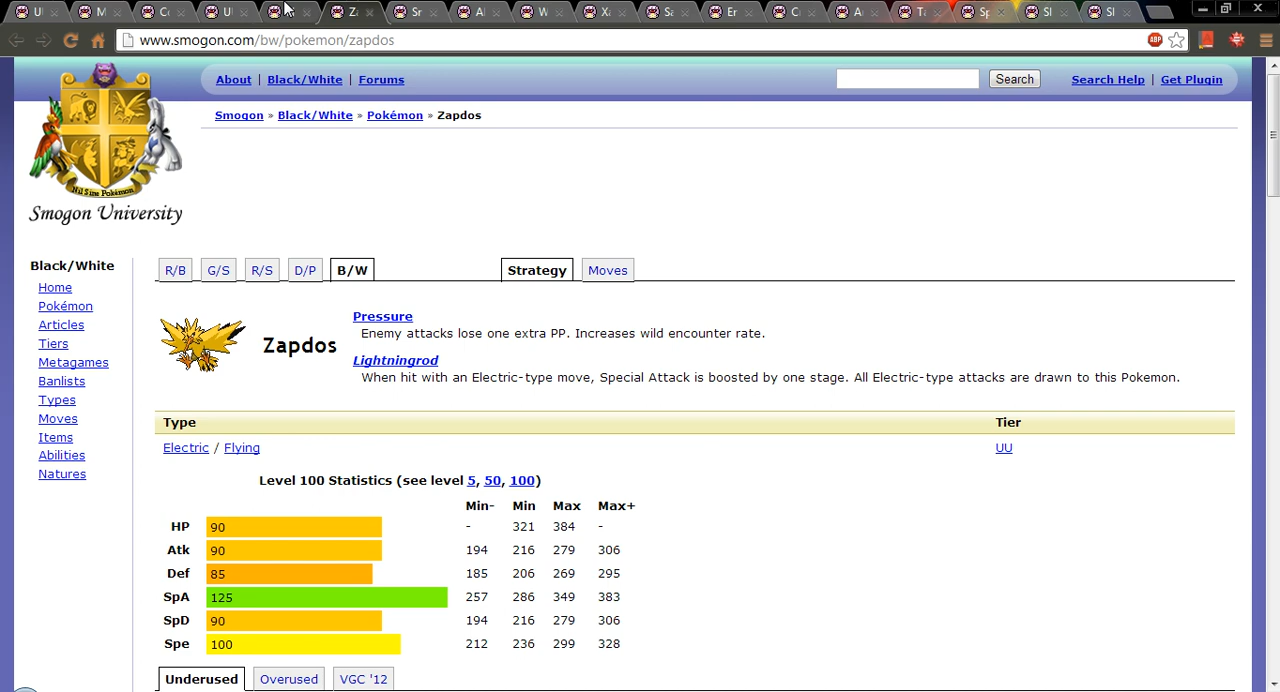 www.smogon.com/bw/pokemon/zapdos
ABP
About | Black/White | Forums
Search
Search Help | Get Plugin
Smogon » Black/White » Pokémon » Zapdos
Smogon University
Black/White
Home
Pokémon
Articles
Tiers
Metagames
Banlists
Types
Moves
Items
Abilities
Natures
R/B G/S R/S D/P B/W Strategy Moves
Zapdos
Pressure
Enemy attacks lose one extra PP. Increases wild encounter rate.
Lightningrod
When hit with an Electric-type move, Special Attack is boosted by one stage. All Electric-type attacks are drawn to this Pokemon.
Type Tier
Electric / Flying UU
Level 100 Statistics (see level 5, 50, 100)
Min- Min Max Max+
HP 90 - 321 384 -
Atk 90 194 216 279 306
Def 85 185 206 269 295
SpA 125 257 286 349 383
SpD 90 194 216 279 306
Spe 100 212 236 299 328
Underused Overused VGC '12